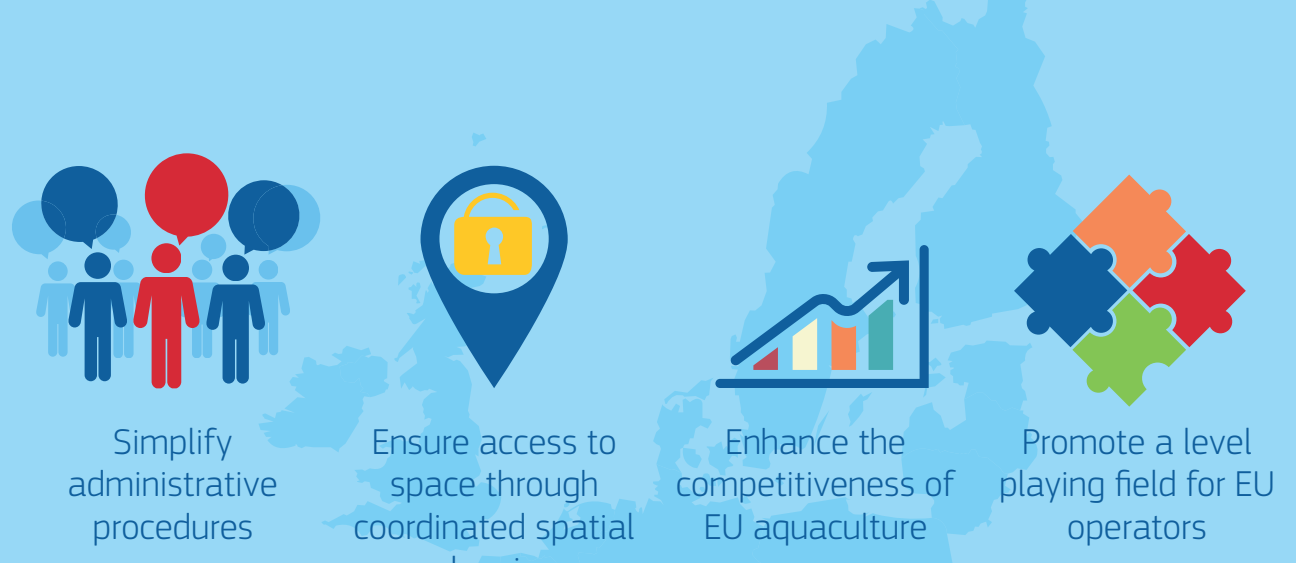 Simplify
administrative
procedures
Ensure access to
space through
coordinated spatial
Enhance the
competitiveness of
EU aquaculture
Promote a level
playing field for EU
operators